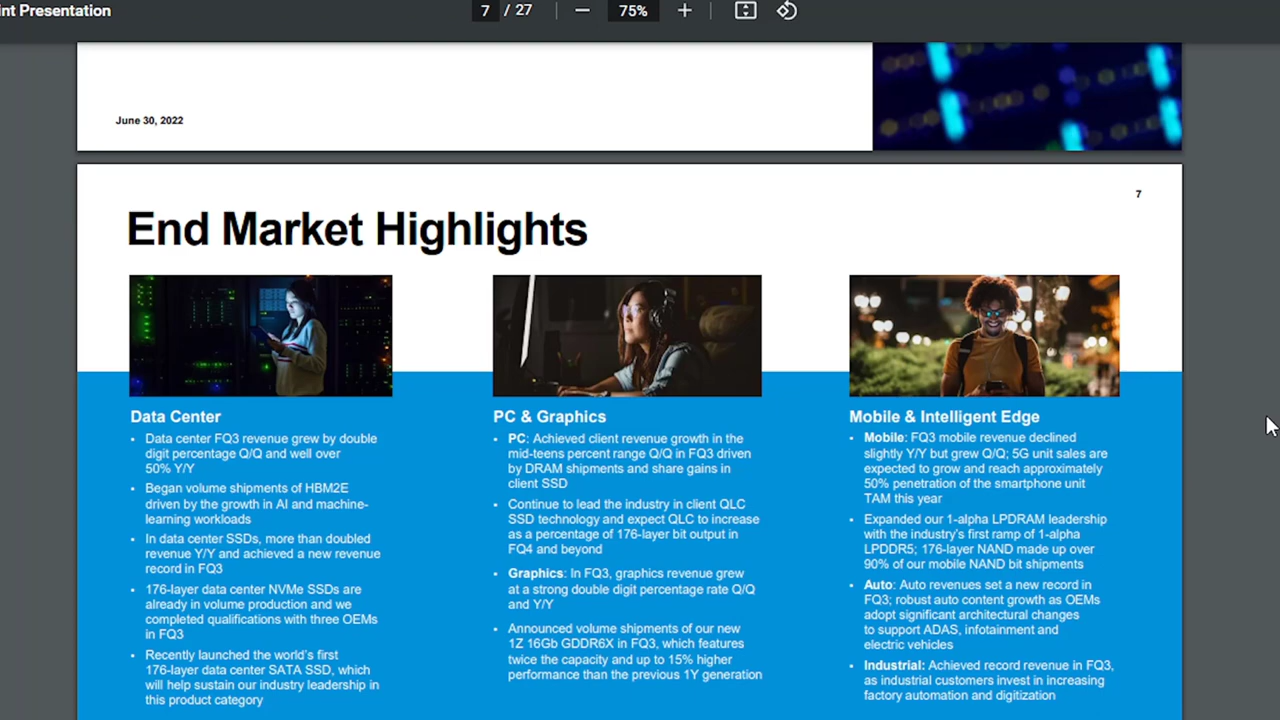 int Presentation
7 / 27
75%
June 30, 2022
7
End Market Highlights
Data Center
• Data center FQ3 revenue grew by double
digit percentage Q/Q and well over
50% Y/Y
• Began volume shipments of HBM2E
driven by the growth in AI and machine-
learning workloads
• In data center SSDs, more than doubled
revenue Y/Y and achieved a new revenue
record in FQ3
• 176-layer data center NVMe SSDs are
already in volume production and we
completed qualifications with three OEMs
in FQ3
• Recently launched the world's first
176-layer data center SATA SSD, which
will help sustain our industry leadership in
this product category
PC & Graphics
• PC: Achieved client revenue growth in the
mid-teens percent range Q/Q in FQ3 driven
by DRAM shipments and share gains in
client SSD
• Continue to lead the industry in client QLC
SSD technology and expect QLC to increase
as a percentage of 176-layer bit output in
FQ4 and beyond
• Graphics: In FQ3, graphics revenue grew
at a strong double digit percentage rate Q/Q
and Y/Y
• Announced volume shipments of our new
1Z 16Gb GDDR6X in FQ3, which features
twice the capacity and up to 15% higher
performance than the previous 1Y generation
Mobile & Intelligent Edge
• Mobile: FQ3 mobile revenue declined
slightly Y/Y but grew Q/Q; 5G unit sales are
expected to grow and reach approximately
50% penetration of the smartphone unit
TAM this year
• Expanded our 1-alpha LPDRAM leadership
with the industry's first ramp of 1-alpha
LPDDR5; 176-layer NAND made up over
90% of our mobile NAND bit shipments
• Auto: Auto revenues set a new record in
FQ3; robust auto content growth as OEMs
adopt significant architectural changes
to support ADAS, infotainment and
electric vehicles
• Industrial: Achieved record revenue in FQ3,
as industrial customers invest in increasing
factory automation and digitization